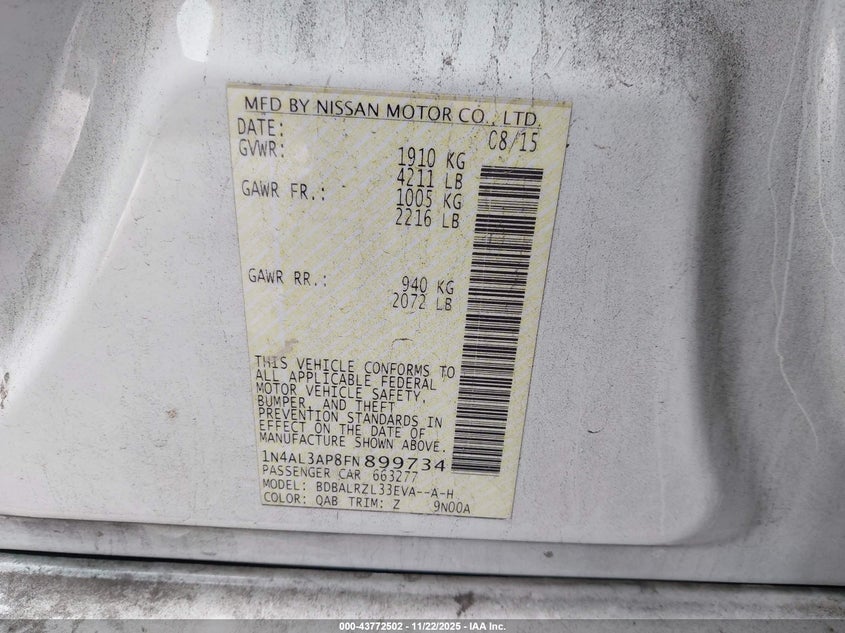 MFD BY NISSAN MOTOR CO., LTD.
DATE: 08/15
GVWR: 1910 KG
4211 LB
GAWR FR.: 1005 KG
2216 LB
GAWR RR.: 940 KG
2072 LB
THIS VEHICLE CONFORMS TO
ALL APPLICABLE FEDERAL
MOTOR VEHICLE SAFETY,
BUMPER, AND THEFT
PREVENTION STANDARDS IN
EFFECT ON THE DATE OF
MANUFACTURE SHOWN ABOVE.
1N4AL3AP8FN899734
PASSENGER CAR 663277
MODEL: BDBALRZL33EVA--A-H
COLOR: QAB TRIM: Z 9N00A
000-43772502 - 11/22/2025 - IAA Inc.